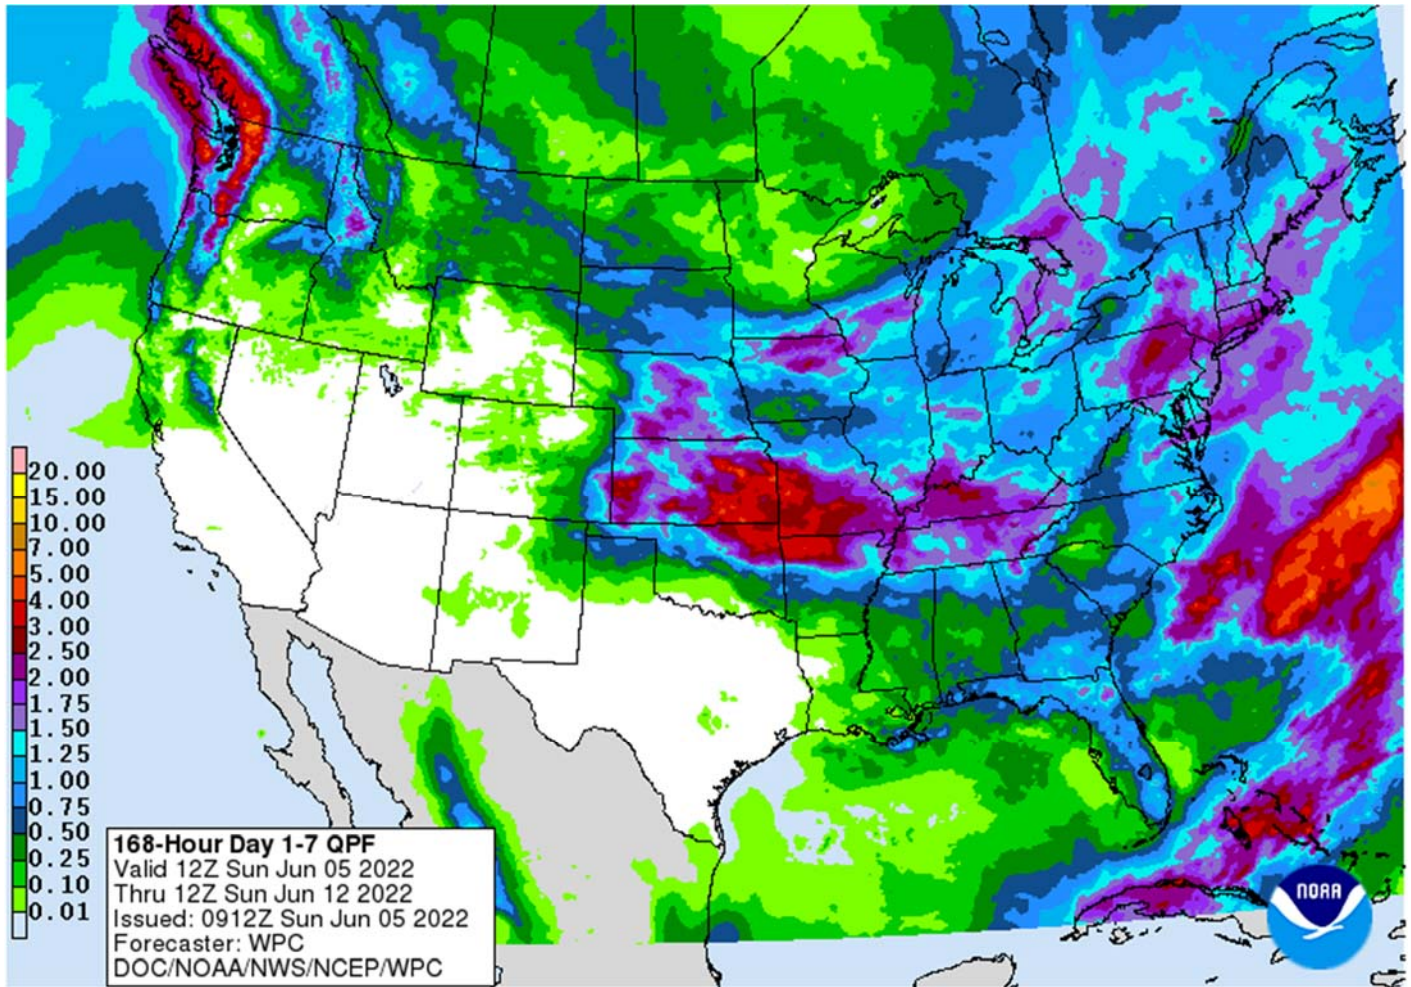 20.00
15.00
10.00
7.00
5.00
4.00
3.00
2.50
2.00
1.75
1.50
1.25
1.00
0.75
0.50
0.25
0.10
0.01
168-Hour Day 1-7 QPF
Valid 12Z Sun Jun 05 2022
Thru 12Z Sun Jun 12 2022
Issued: 0912Z Sun Jun 05 2022
Forecaster: WPC
DOC/NOAA/NWS/NCEP/WPC
NOAA